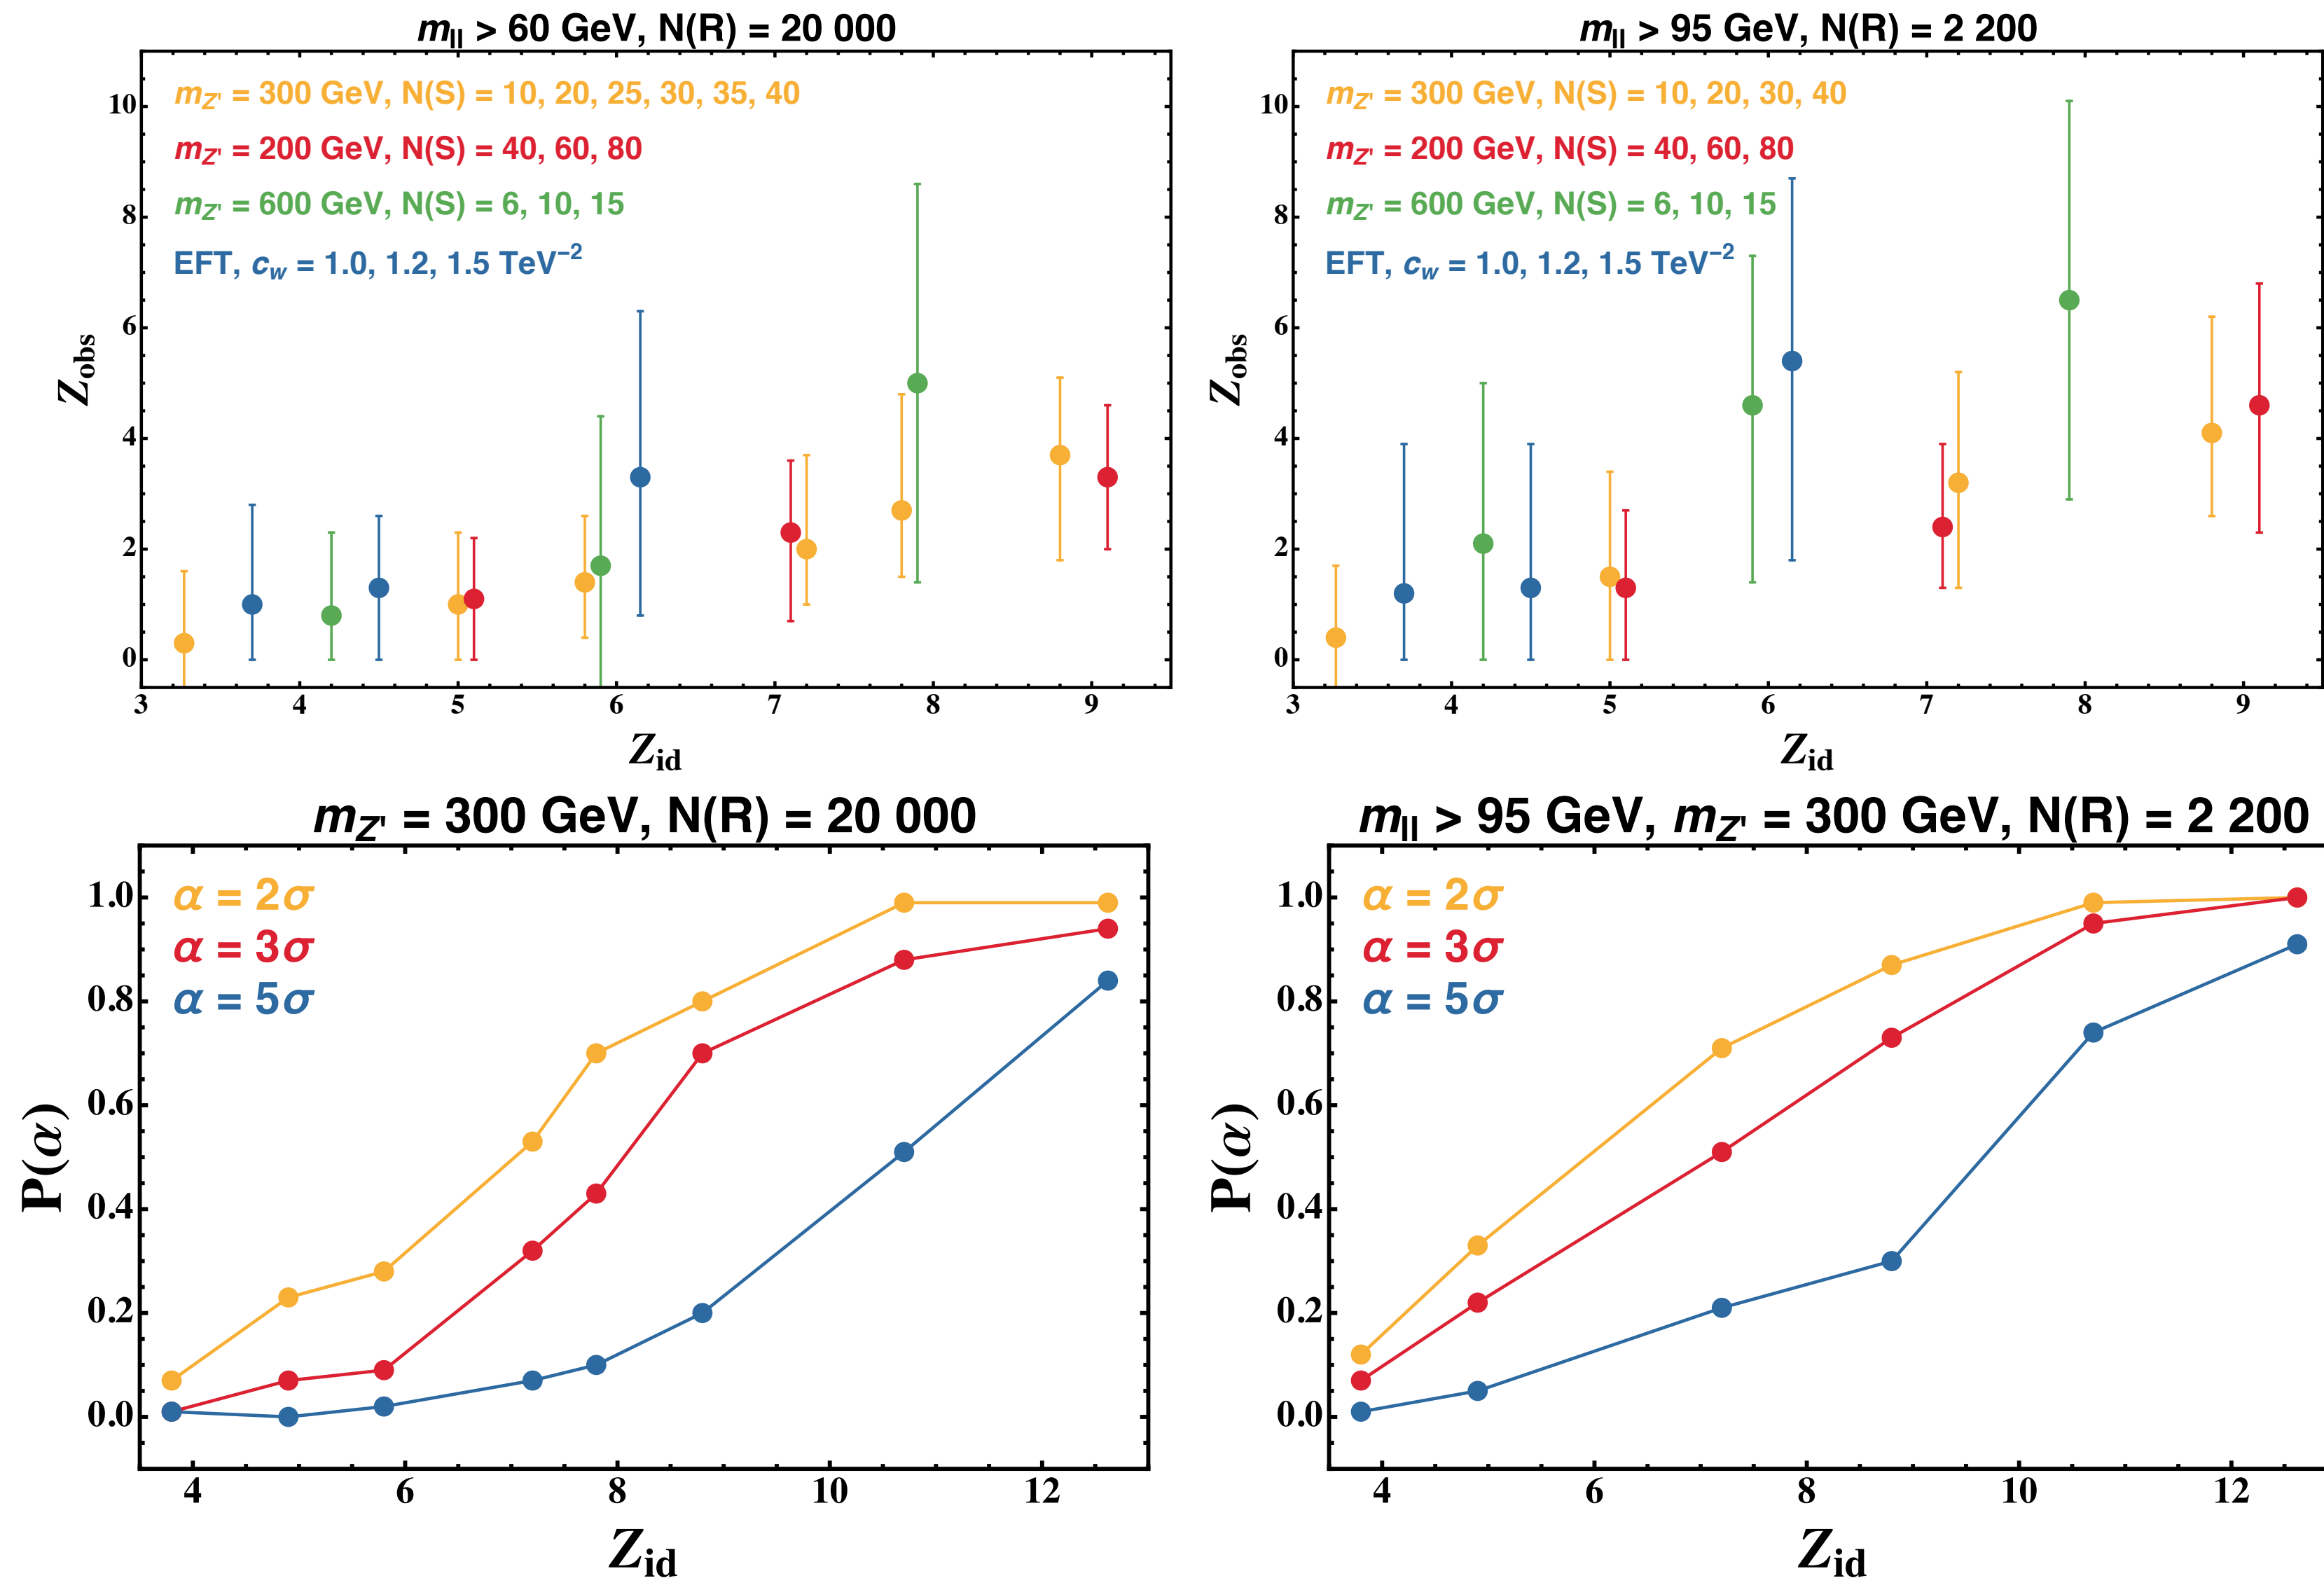 m_ll > 60 GeV, N(R) = 20 000
m_Z' = 300 GeV, N(S) = 10, 20, 25, 30, 35, 40
m_Z' = 200 GeV, N(S) = 40, 60, 80
m_Z' = 600 GeV, N(S) = 6, 10, 15
EFT, c_w = 1.0, 1.2, 1.5 TeV⁻²
10
8
6
4
2
0
Z_obs
3 4 5 6 7 8 9
Z_id
m_ll > 95 GeV, N(R) = 2 200
m_Z' = 300 GeV, N(S) = 10, 20, 30, 40
m_Z' = 200 GeV, N(S) = 40, 60, 80
m_Z' = 600 GeV, N(S) = 6, 10, 15
EFT, c_w = 1.0, 1.2, 1.5 TeV⁻²
10
8
6
4
2
0
Z_obs
3 4 5 6 7 8 9
Z_id
m_Z' = 300 GeV, N(R) = 20 000
α = 2σ
α = 3σ
α = 5σ
1.0
0.8
0.6
0.4
0.2
0.0
P(α)
4 6 8 10 12
Z_id
m_ll > 95 GeV, m_Z' = 300 GeV, N(R) = 2 200
α = 2σ
α = 3σ
α = 5σ
1.0
0.8
0.6
0.4
0.2
0.0
P(α)
4 6 8 10 12
Z_id